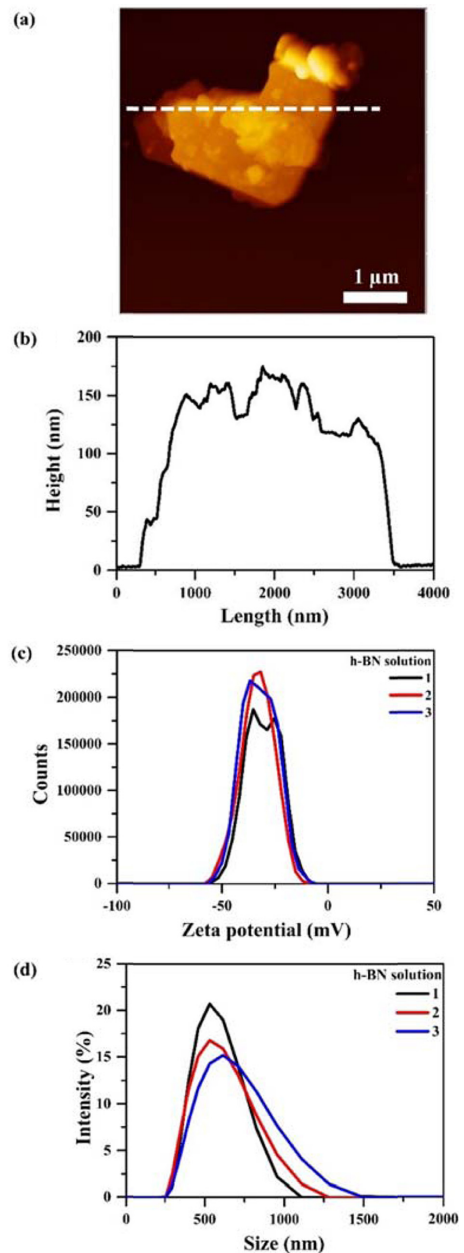 (a)
1 μm
(b)
200
150
100
50
0
Height (nm)
0 1000 2000 3000 4000
Length (nm)
(c)
250000
200000
150000
100000
50000
0
Counts
h-BN solution
1
2
3
-100 -50 0 50
Zeta potential (mV)
(d)
25
20
15
10
5
0
Intensity (%)
h-BN solution
1
2
3
0 500 1000 1500 2000
Size (nm)